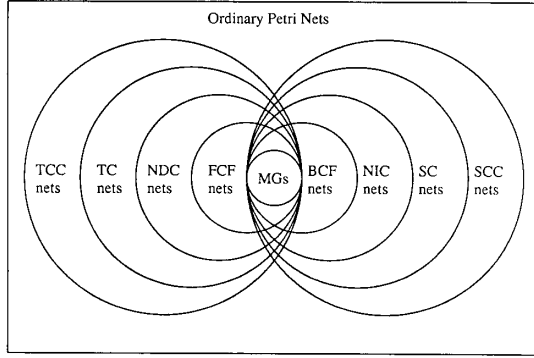 Ordinary Petri Nets
TCC
nets
TC
nets
NDC
nets
FCF
nets
MGs
BCF
nets
NIC
nets
SC
nets
SCC
nets